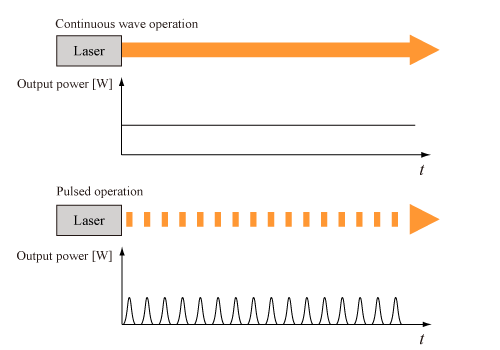 Continuous wave operation
Laser
Output power [W]
t
Pulsed operation
Laser
Output power [W]
t